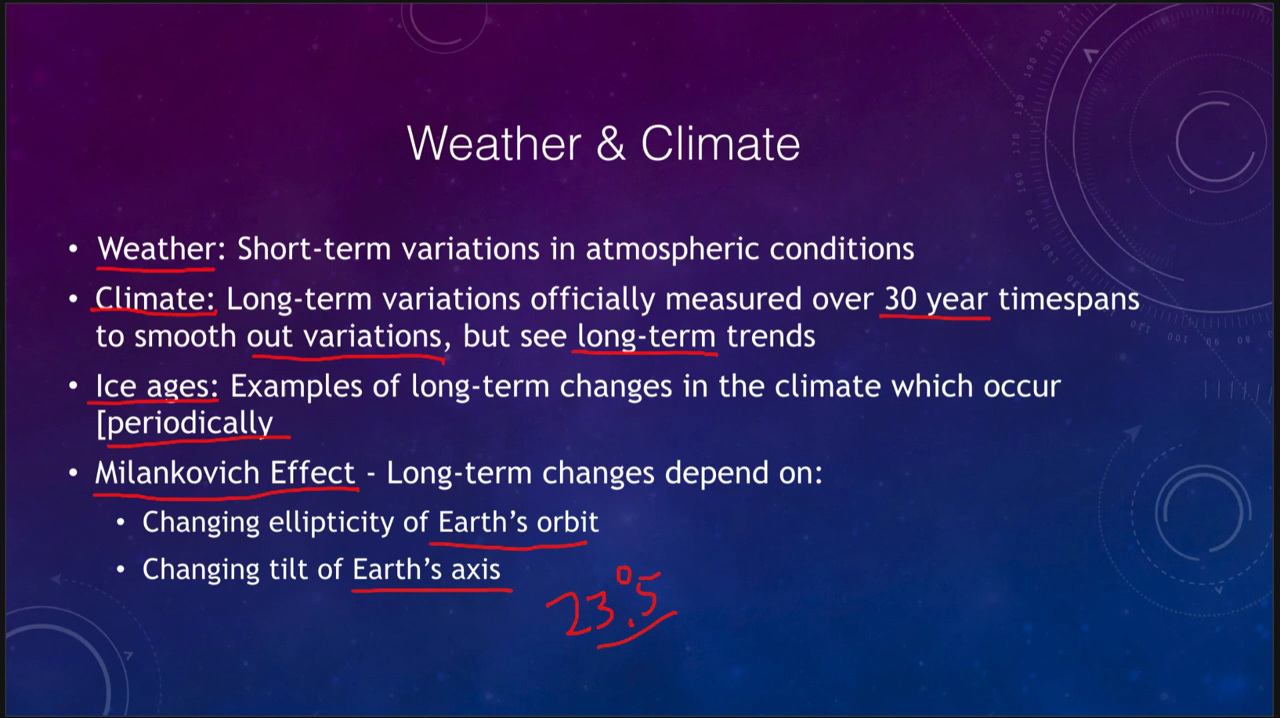 Weather & Climate
• Weather: Short-term variations in atmospheric conditions
• Climate: Long-term variations officially measured over 30 year timespans
to smooth out variations, but see long-term trends
• Ice ages: Examples of long-term changes in the climate which occur
[periodically
• Milankovich Effect - Long-term changes depend on:
• Changing ellipticity of Earth's orbit
• Changing tilt of Earth's axis
23°.5